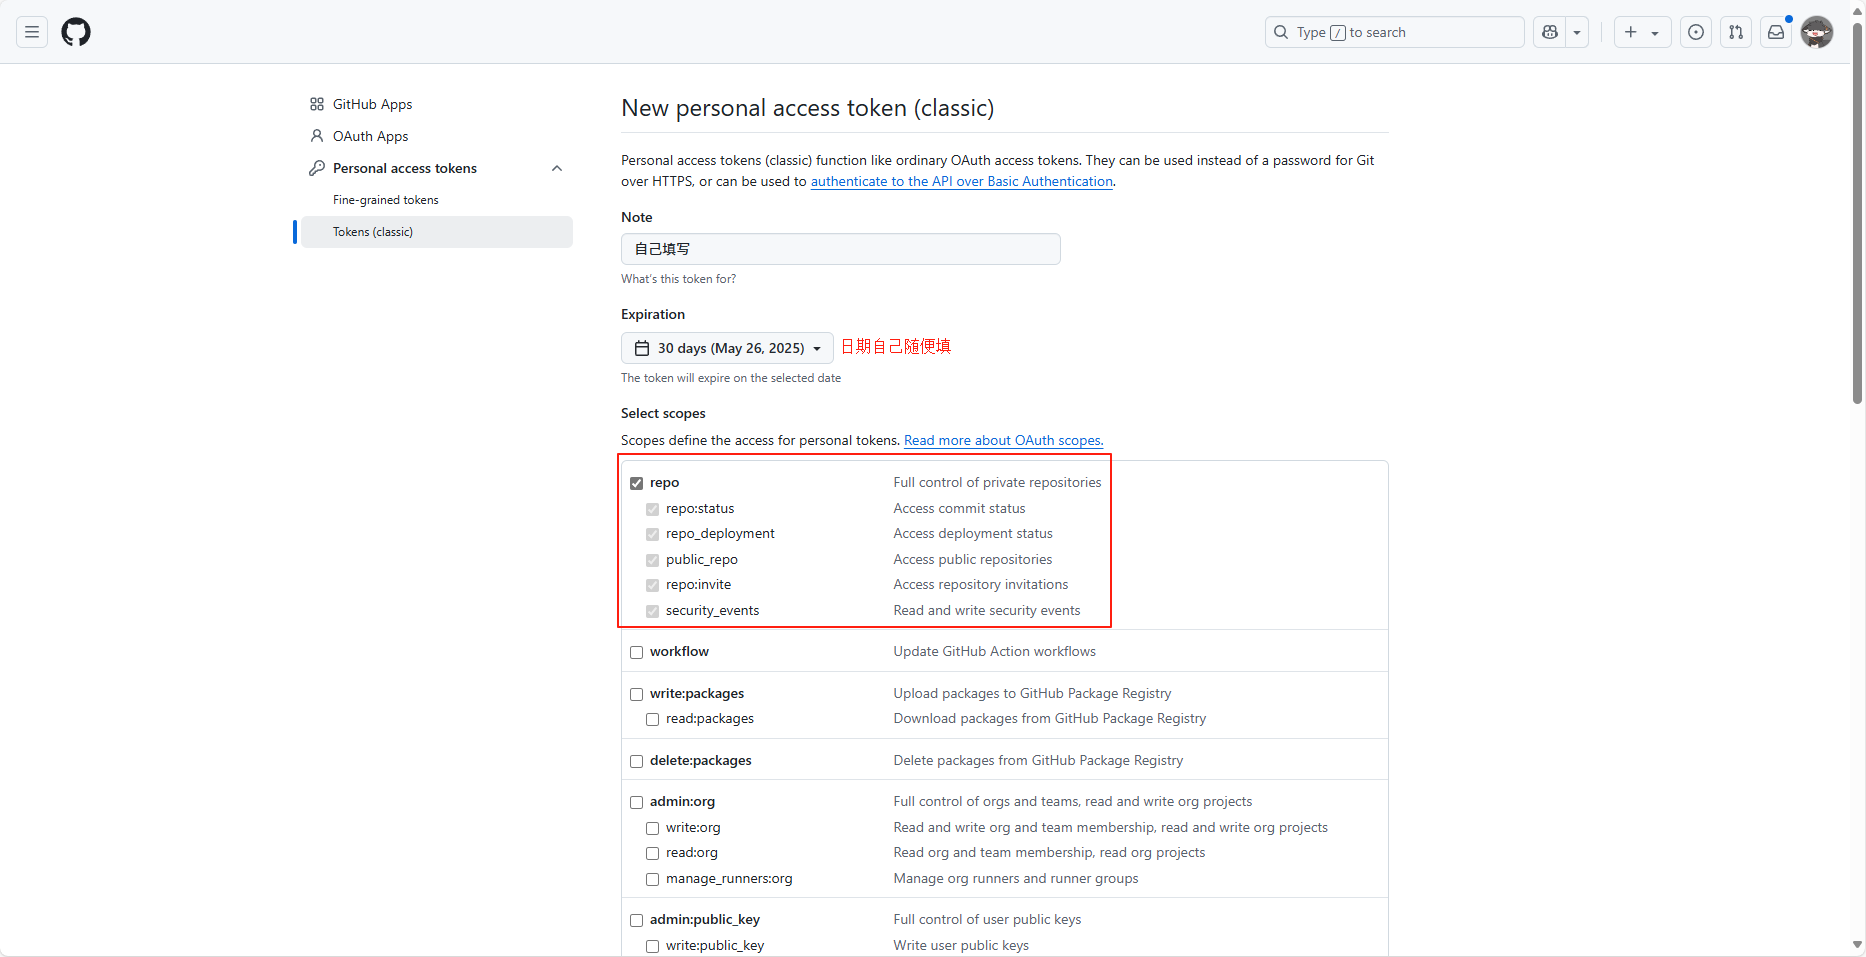 Type / to search
GitHub Apps
OAuth Apps
Personal access tokens
Fine-grained tokens
Tokens (classic)
New personal access token (classic)
Personal access tokens (classic) function like ordinary OAuth access tokens. They can be used instead of a password for Git
over HTTPS, or can be used to authenticate to the API over Basic Authentication.
Note
自己填写
What's this token for?
Expiration
30 days (May 26, 2025) 日期自己随便填
The token will expire on the selected date
Select scopes
Scopes define the access for personal tokens. Read more about OAuth scopes.
repo Full control of private repositories
repo:status Access commit status
repo_deployment Access deployment status
public_repo Access public repositories
repo:invite Access repository invitations
security_events Read and write security events
workflow Update GitHub Action workflows
write:packages Upload packages to GitHub Package Registry
read:packages Download packages from GitHub Package Registry
delete:packages Delete packages from GitHub Package Registry
admin:org Full control of orgs and teams, read and write org projects
write:org Read and write org and team membership, read and write org projects
read:org Read org and team membership, read org projects
manage_runners:org Manage org runners and runner groups
admin:public_key Full control of user public keys
write:public_key Write user public keys